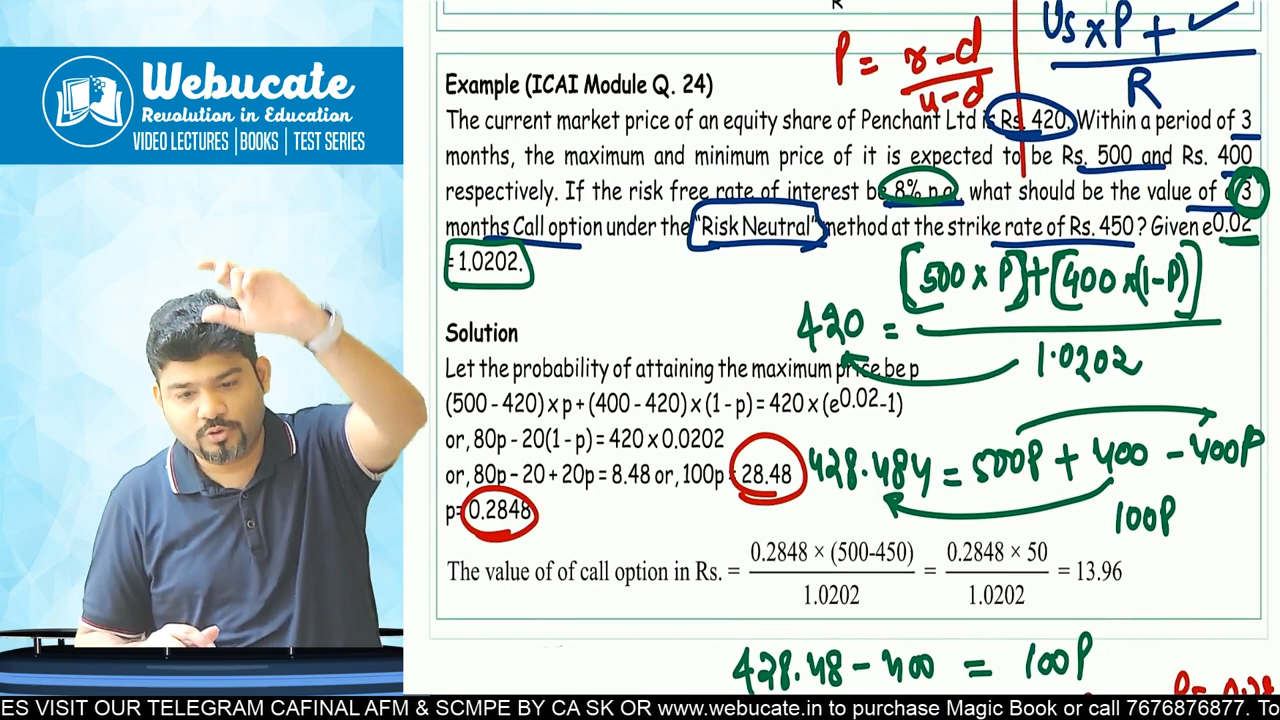 R
Us x P + ✓
R
P = r-d
u-d
Webucate
Revolution in Education
VIDEO LECTURES | BOOKS | TEST SERIES
Example (ICAI Module Q. 24)
The current market price of an equity share of Penchant Ltd is Rs. 420. Within a period of 3
months, the maximum and minimum price of it is expected to be Rs. 500 and Rs. 400
respectively. If the risk free rate of interest be 8% p.a., what should be the value of a 3
months Call option under the "Risk Neutral" method at the strike rate of Rs. 450? Given e0.02
= 1.0202.
420 = [500 x P] + [400 x (1-P)]
1.0202
Solution
Let the probability of attaining the maximum price be p
(500 - 420) × p + (400 - 420) × (1 - p) = 420 × (e0.02-1)
or, 80p - 20(1 - p) = 420 × 0.0202
or, 80p - 20 + 20p = 8.48 or, 100p = 28.48
p= 0.2848
428.484 = 500P + 400 - 400P
100P
The value of of call option in Rs. = 0.2848 × (500-450) / 1.0202 = 0.2848 × 50 / 1.0202 = 13.96
428.48 - 400 = 100P
ES VISIT OUR TELEGRAM CAFINAL AFM & SCMPE BY CA SK OR www.webucate.in to purchase Magic Book or call 7676876877. To